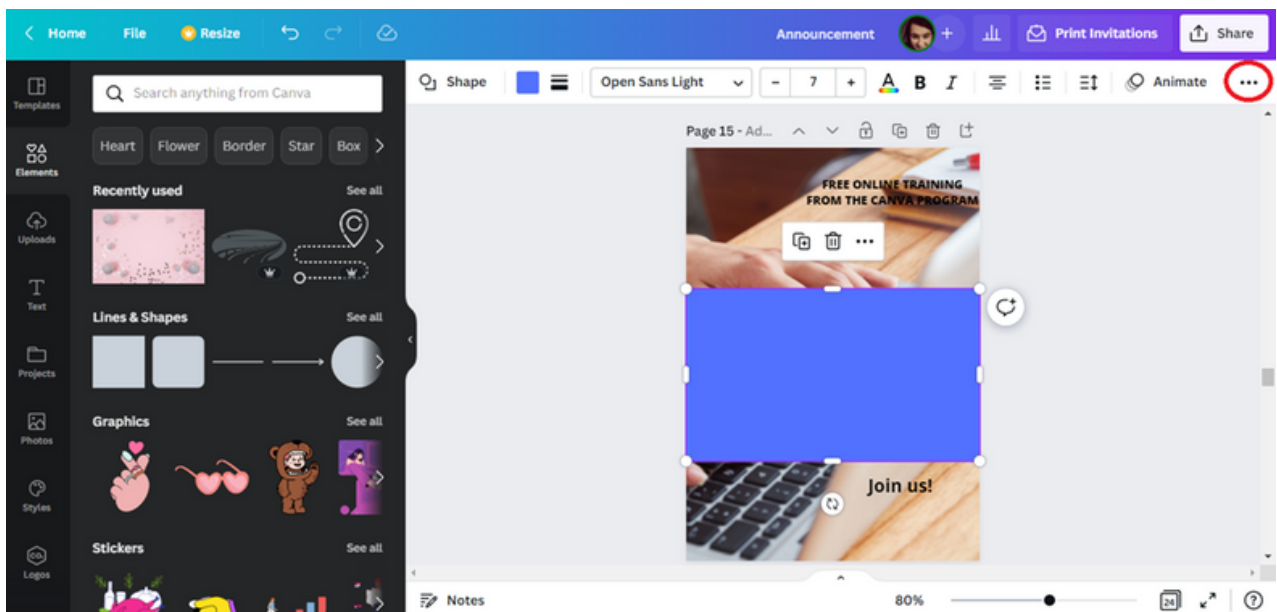 Home File Resize Announcement + Print Invitations Share
Templates
Elements
Uploads
Text
Projects
Photos
Styles
CO.
Logos
Search anything from Canva
Heart Flower Border Star Box
Recently used See all
Lines & Shapes See all
Graphics See all
Stickers See all
Shape Open Sans Light - 7 + A B I Animate ...
Page 15 - Ad...
FREE ONLINE TRAINING
FROM THE CANVA PROGRAM
Join us!
Notes 80% 24 ?